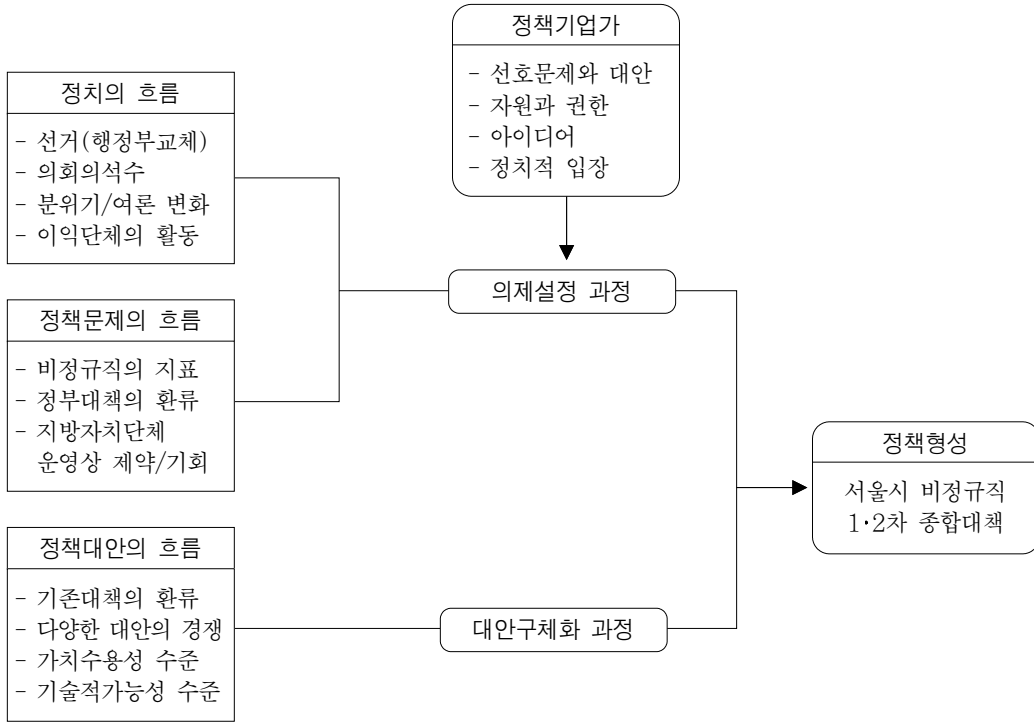 정책기업가
- 선호문제와 대안
- 자원과 권한
- 아이디어
- 정치적 입장
정치의 흐름
- 선거(행정부교체)
- 의회의석수
- 분위기/여론 변화
- 이익단체의 활동
의제설정 과정
정책문제의 흐름
- 비정규직의 지표
- 정부대책의 환류
- 지방자치단체
운영상 제약/기회
정책형성
서울시 비정규직
1·2차 종합대책
정책대안의 흐름
- 기존대책의 환류
- 다양한 대안의 경쟁
- 가치수용성 수준
- 기술적가능성 수준
대안구체화 과정